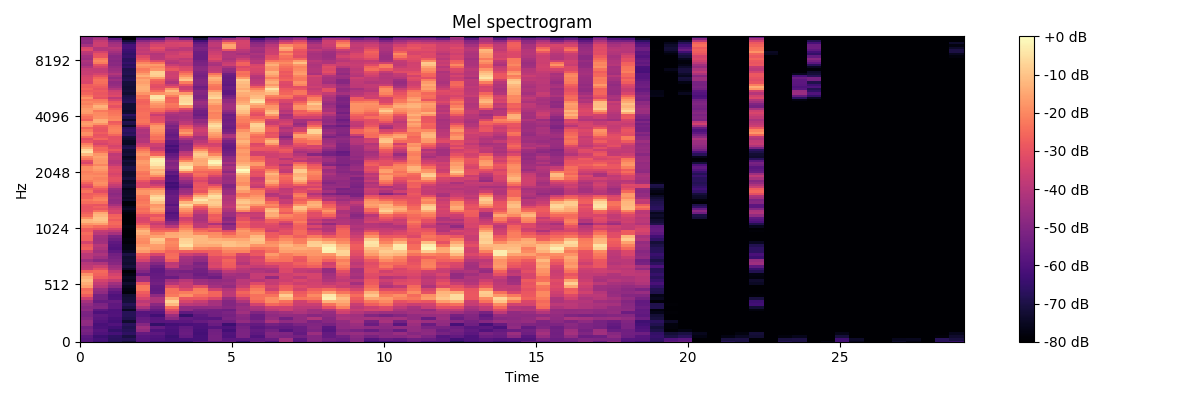 Mel spectrogram
8192
4096
2048
1024
512
0
Hz
0 5 10 15 20 25
Time
+0 dB
-10 dB
-20 dB
-30 dB
-40 dB
-50 dB
-60 dB
-70 dB
-80 dB